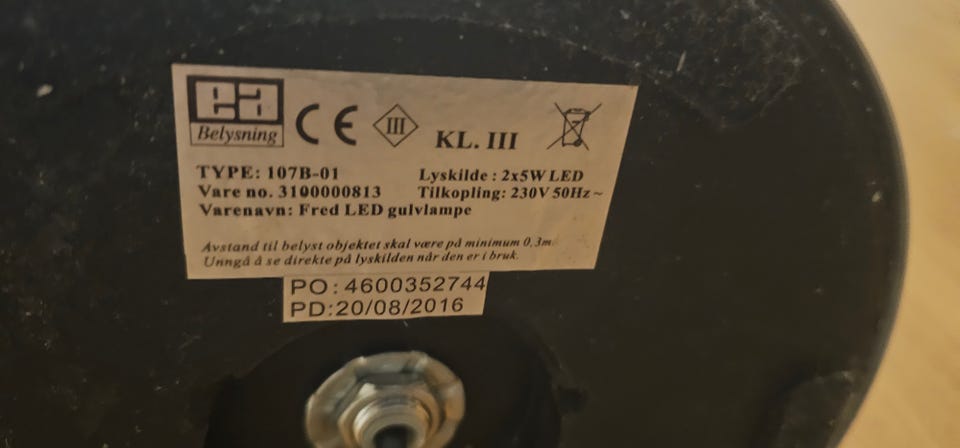 ea
Belysning
CE
III
KL. III
TYPE: 107B-01
Lyskilde : 2x5W LED
Vare no. 3100000813
Tilkopling: 230V 50Hz ~
Varenavn: Fred LED gulvlampe
Avstand til belyst objektet skal være på minimum 0,3m.
Unngå å se direkte på lyskilden når den er i bruk.
PO: 4600352744
PD:20/08/2016